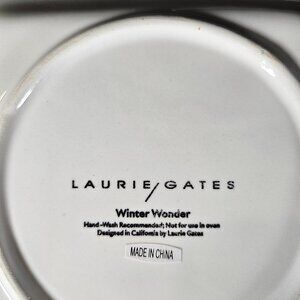 LAURIE/GATES
Winter Wonder
Hand-Wash Recommended; Not for use in oven
Designed in California by Laurie Gates
MADE IN CHINA